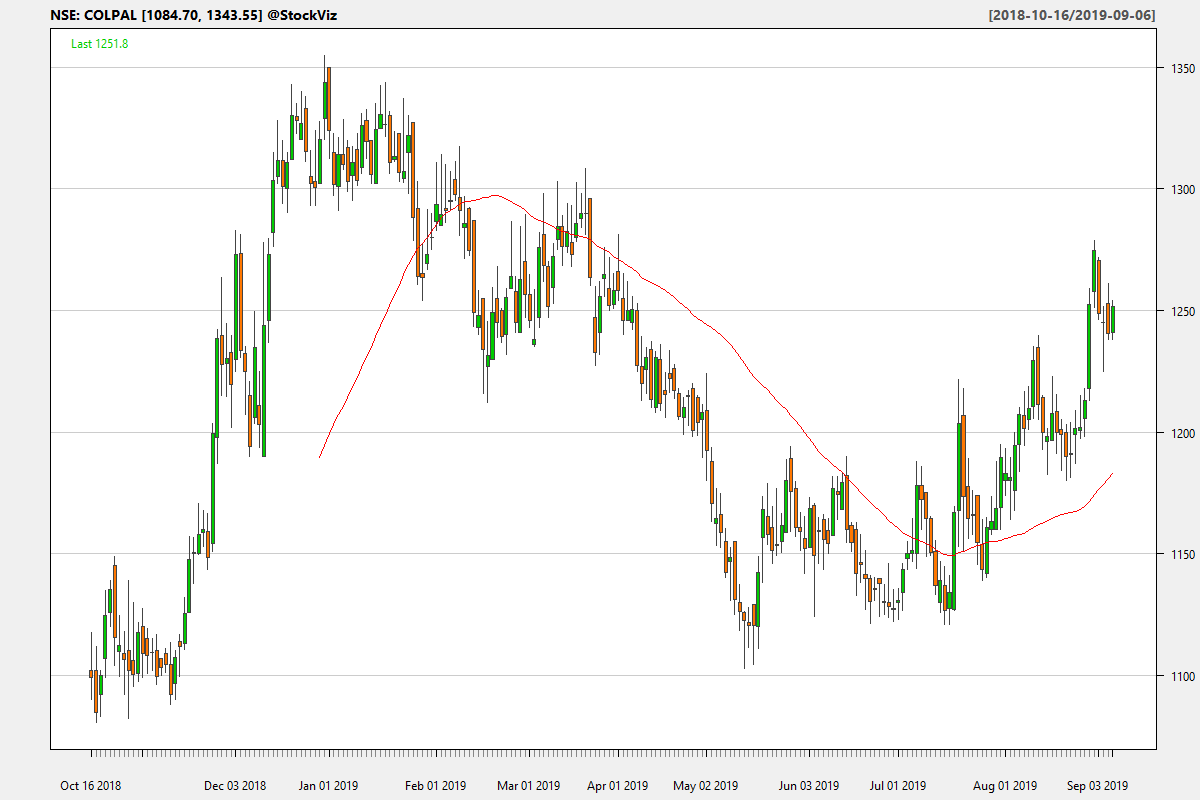 NSE: COLPAL [1084.70, 1343.55] @StockViz [2018-10-16/2019-09-06]
Last 1251.8
1350
1300
1250
1200
1150
1100
Oct 16 2018 Dec 03 2018 Jan 01 2019 Feb 01 2019 Mar 01 2019 Apr 01 2019 May 02 2019 Jun 03 2019 Jul 01 2019 Aug 01 2019 Sep 03 2019